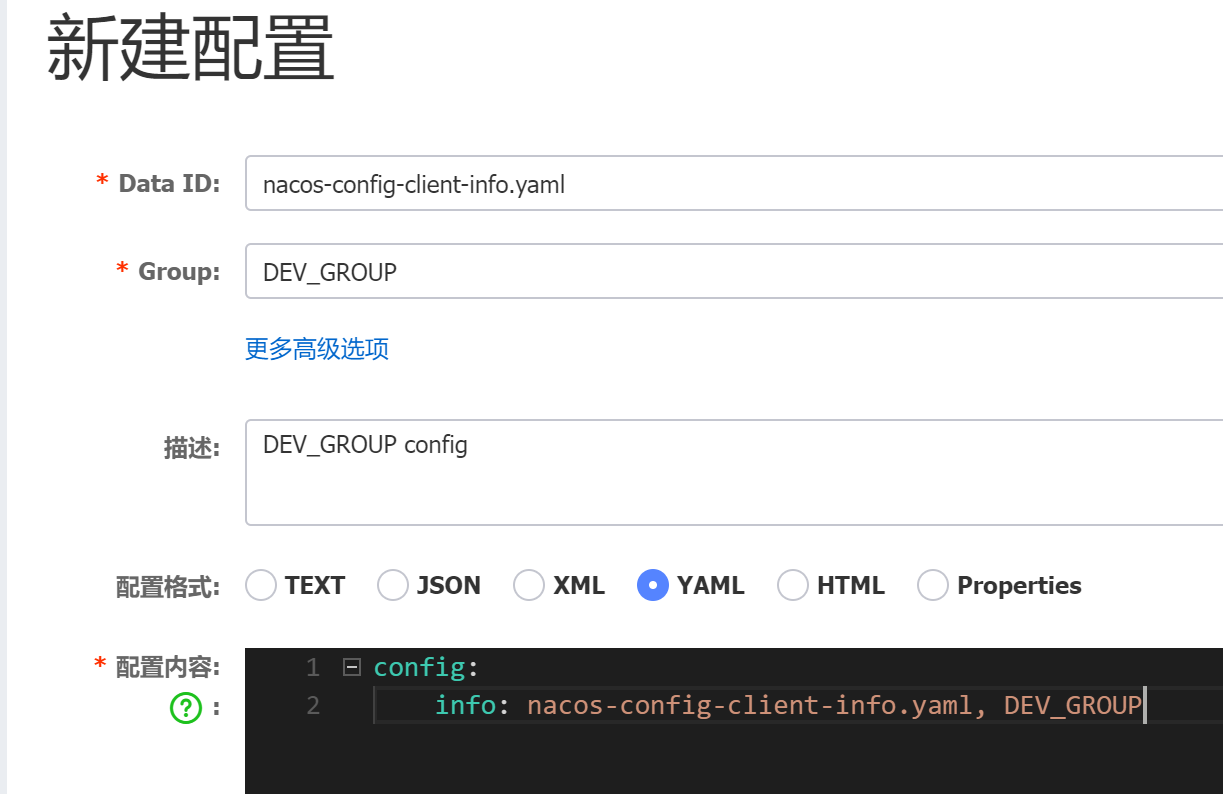 新建配置
* Data ID: nacos-config-client-info.yaml
* Group: DEV_GROUP
更多高级选项
描述: DEV_GROUP config
配置格式: TEXT JSON XML YAML HTML Properties
* 配置内容: 1 config:
? : 2 info: nacos-config-client-info.yaml, DEV_GROUP